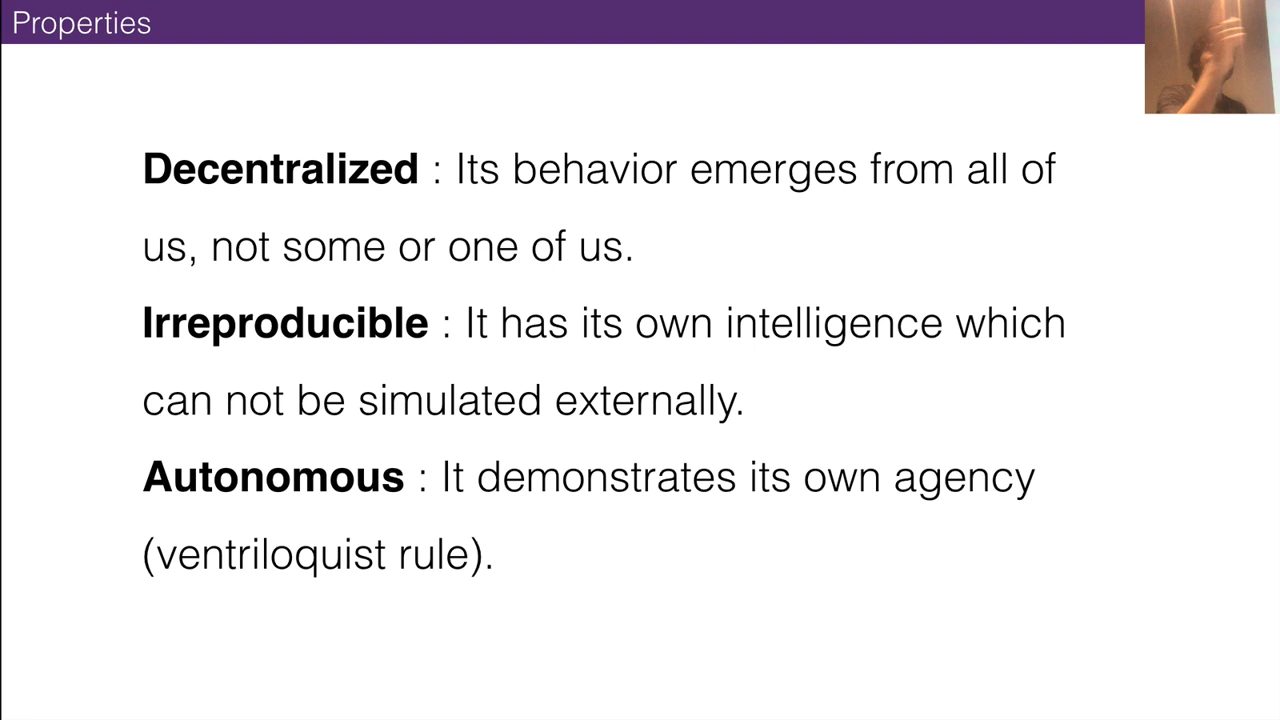 Properties
Decentralized : Its behavior emerges from all of
us, not some or one of us.
Irreproducible : It has its own intelligence which
can not be simulated externally.
Autonomous : It demonstrates its own agency
(ventriloquist rule).